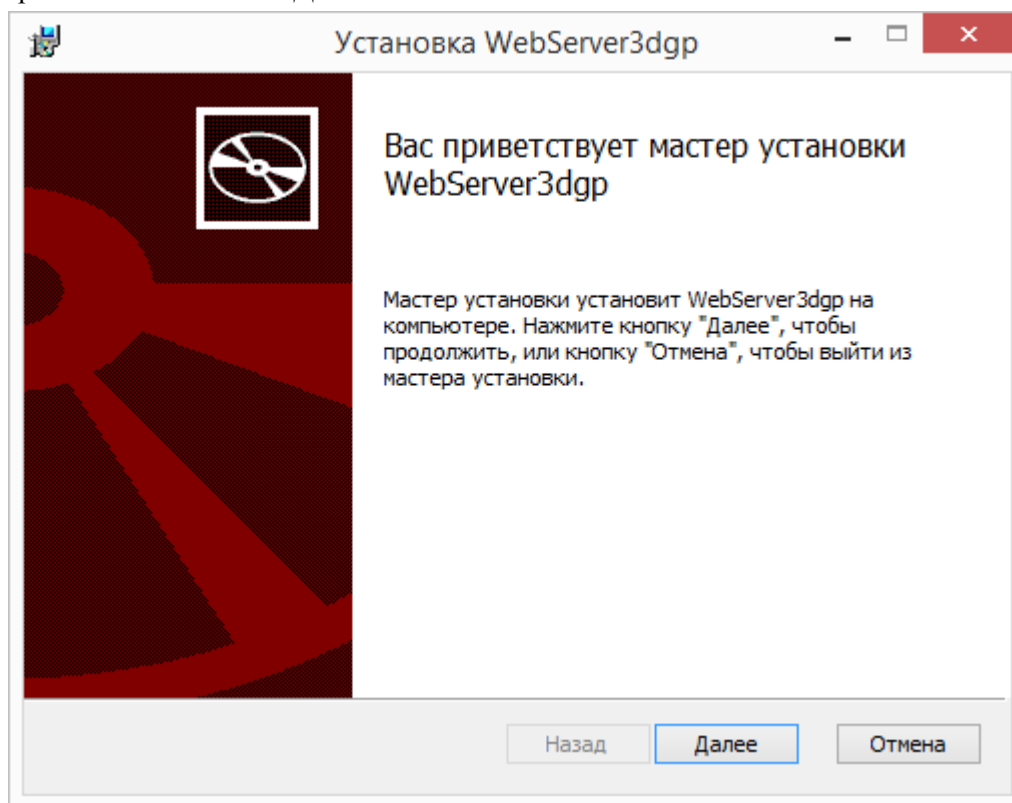 Установка WebServer3dgp
Вас приветствует мастер установки
WebServer3dgp
Мастер установки установит WebServer3dgp на
компьютере. Нажмите кнопку "Далее", чтобы
продолжить, или кнопку "Отмена", чтобы выйти из
мастера установки.
Назад Далее Отмена